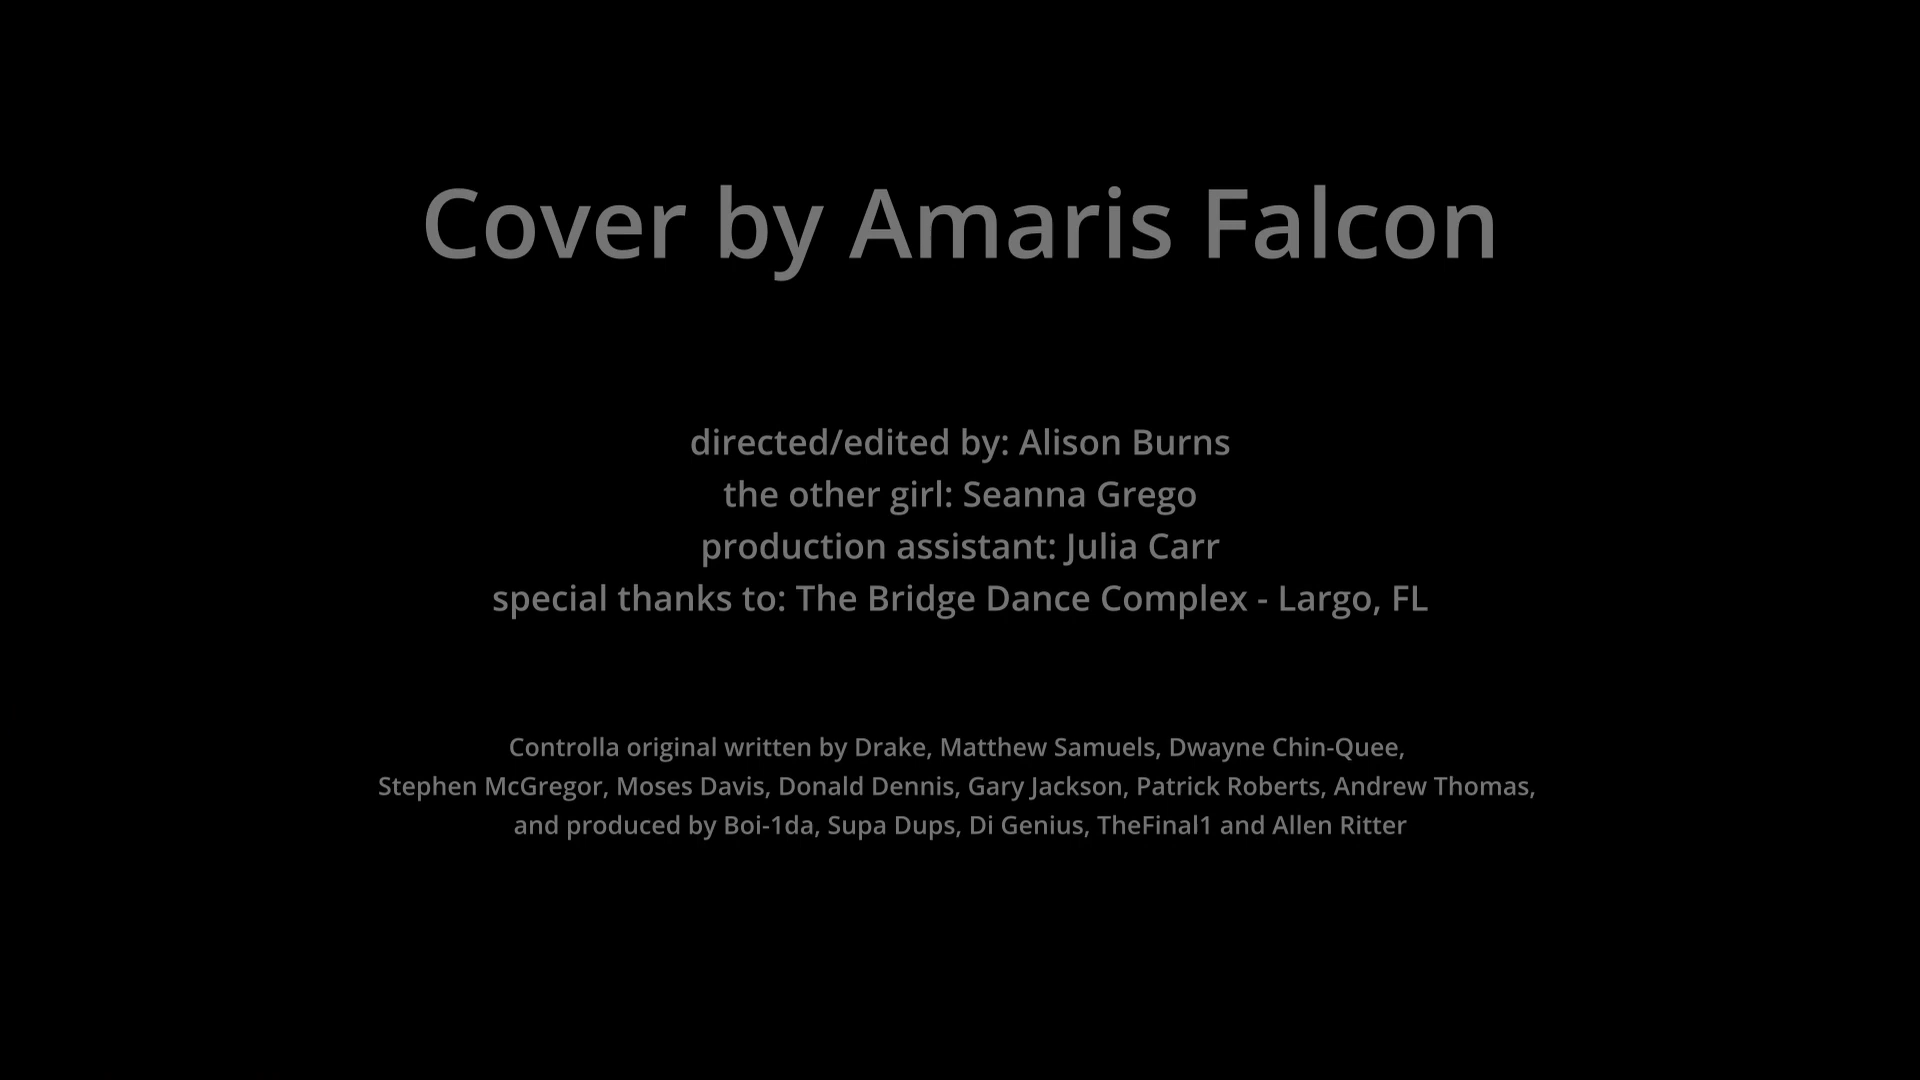 Cover by Amaris Falcon
directed/edited by: Alison Burns
the other girl: Seanna Grego
production assistant: Julia Carr
special thanks to: The Bridge Dance Complex - Largo, FL
Controlla original written by Drake, Matthew Samuels, Dwayne Chin-Quee,
Stephen McGregor, Moses Davis, Donald Dennis, Gary Jackson, Patrick Roberts, Andrew Thomas,
and produced by Boi-1da, Supa Dups, Di Genius, TheFinal1 and Allen Ritter